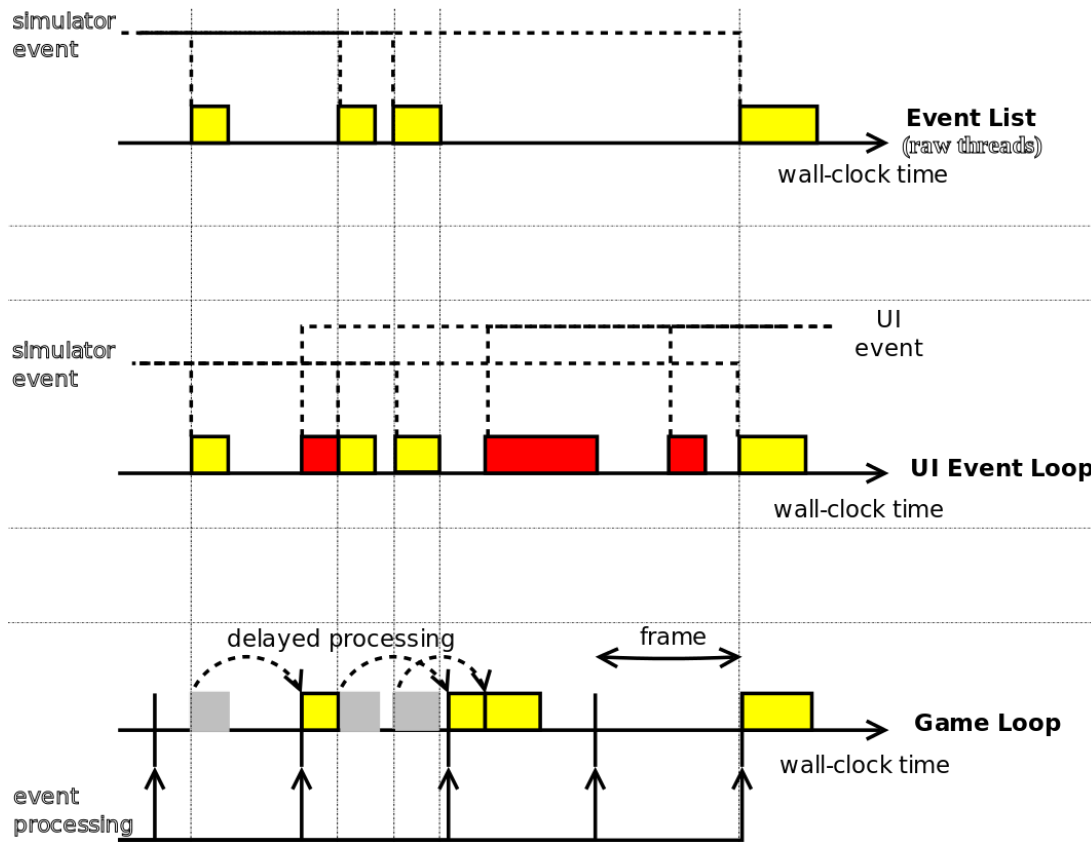 simulator
event
Event List
(raw threads)
wall-clock time
UI
event
simulator
event
UI Event Loop
wall-clock time
delayed processing
frame
Game Loop
wall-clock time
event
processing